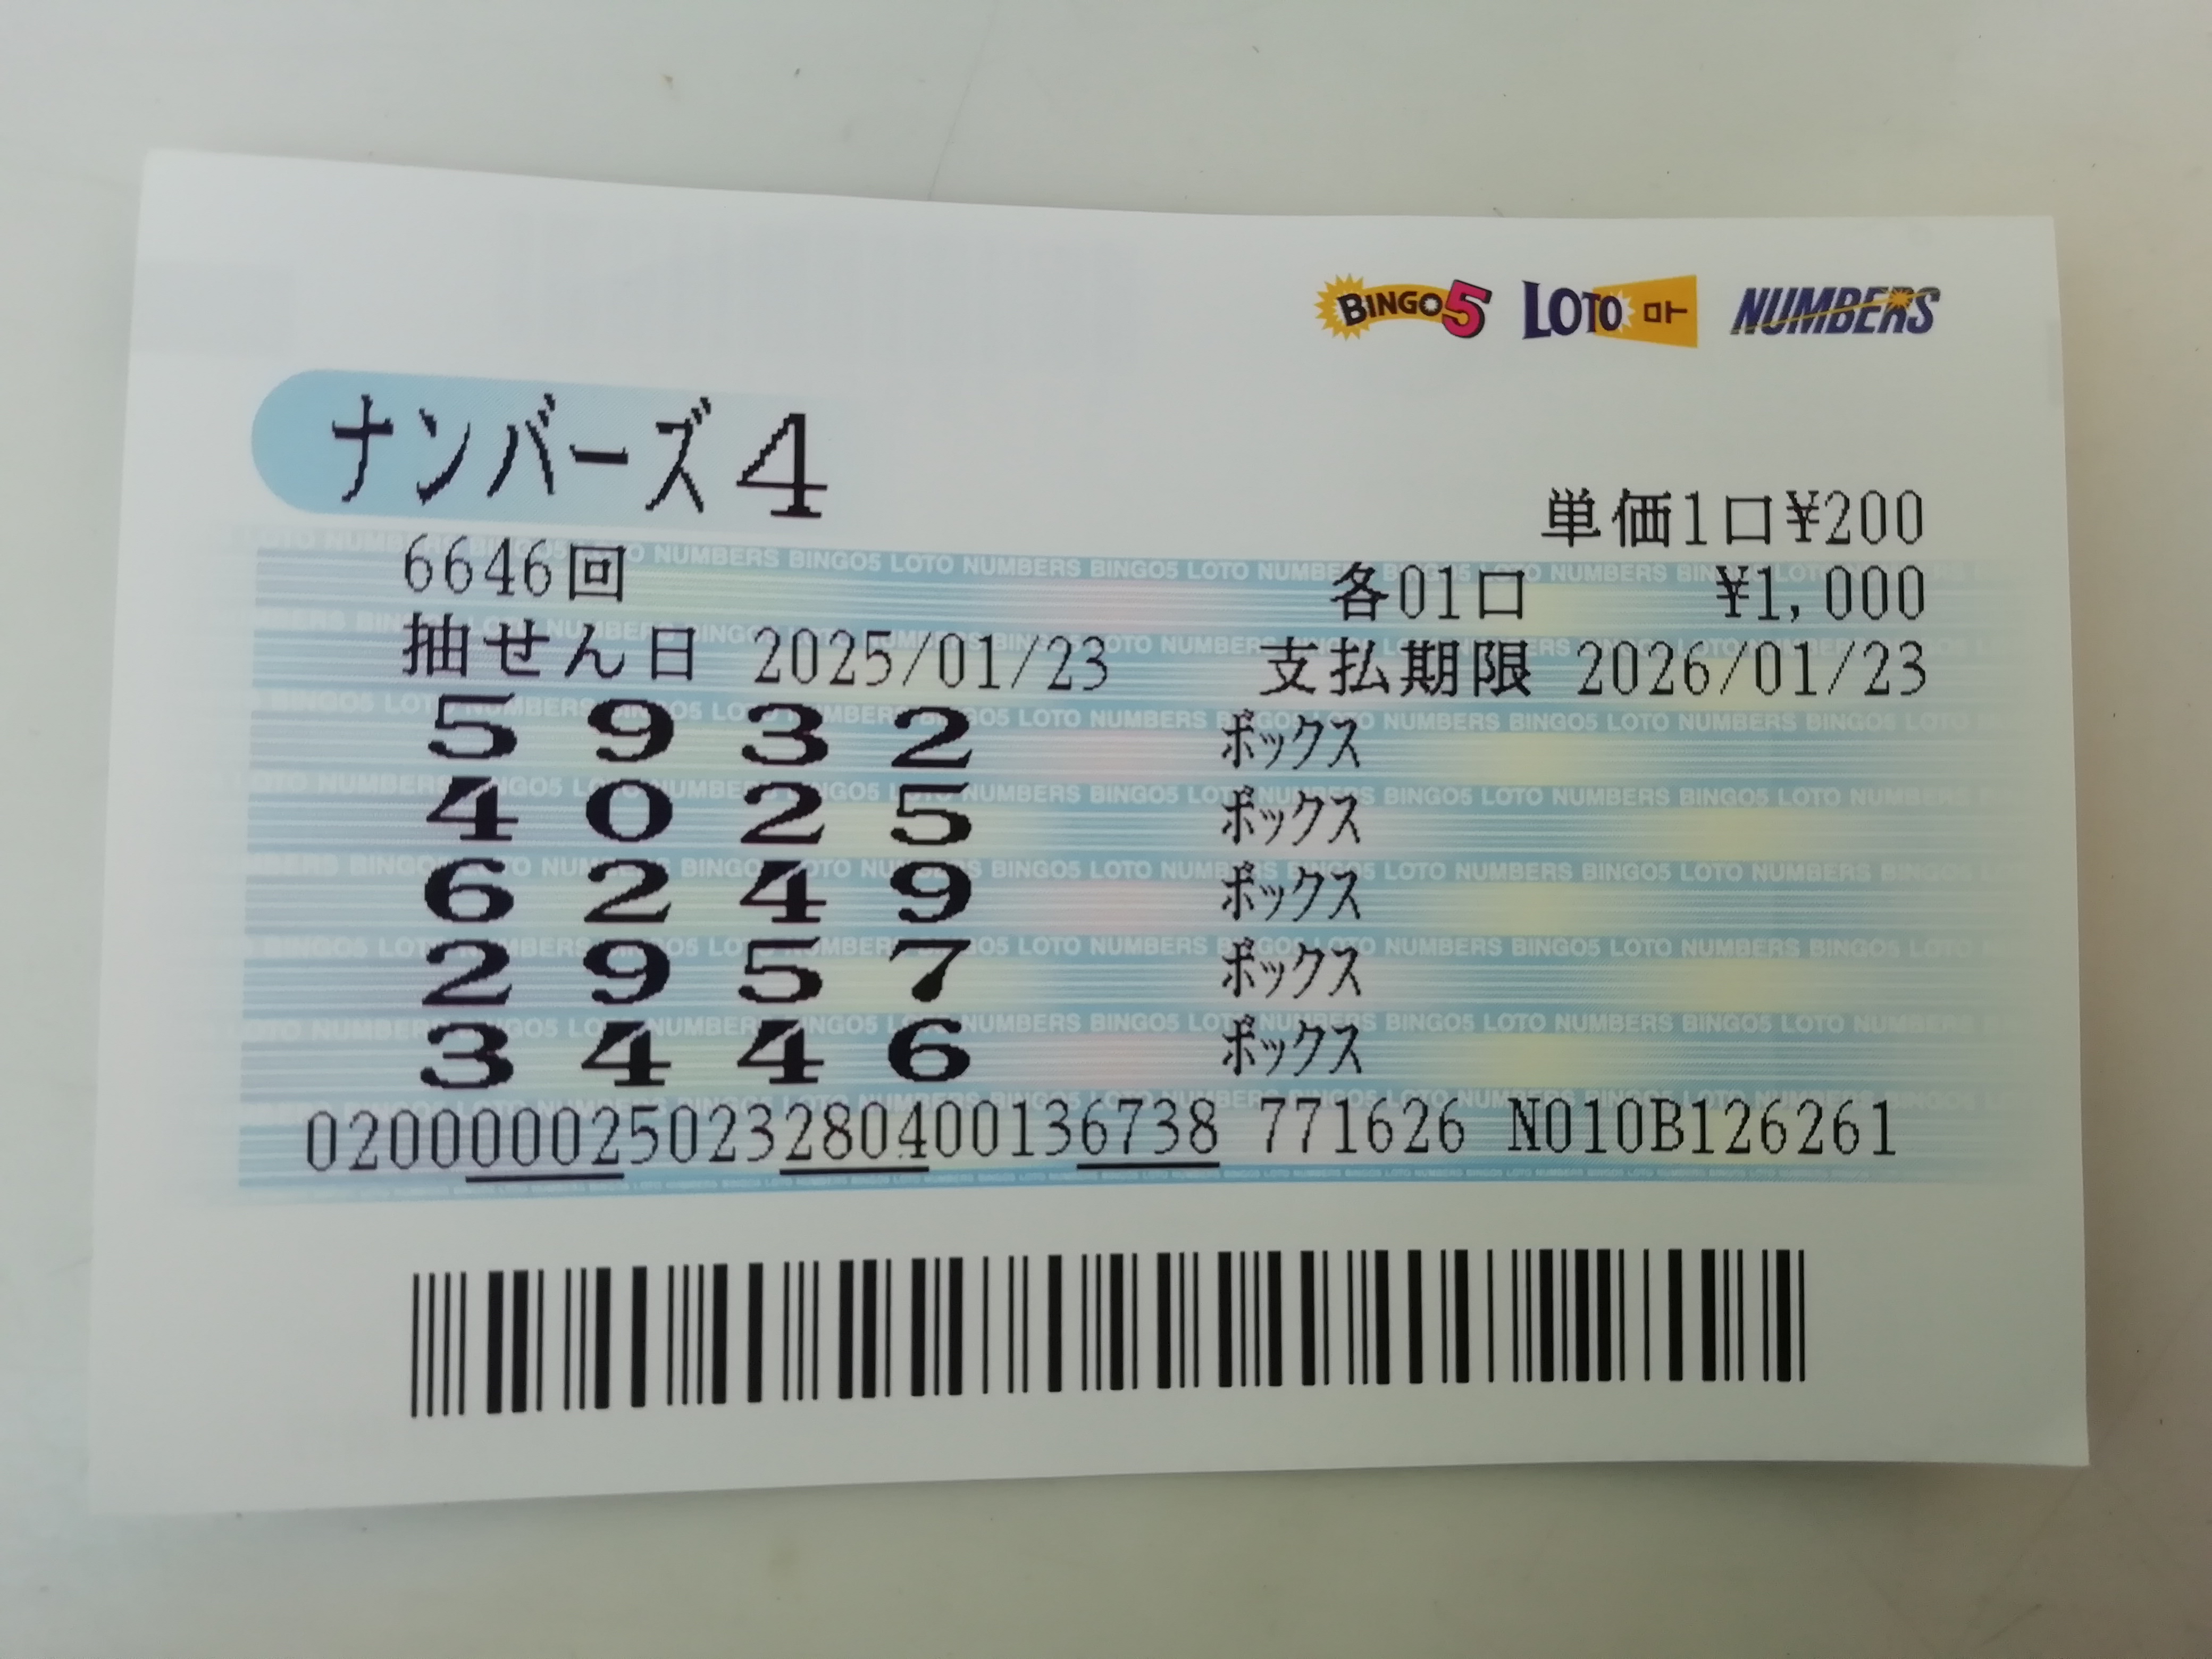 BINGO5 LOTO ロト NUMBERS
ナンバーズ4
単価1口¥200
6646回
各01口 ¥1,000
抽せん日 2025/01/23 支払期限 2026/01/23
5 9 3 2 ボックス
4 0 2 5 ボックス
6 2 4 9 ボックス
2 9 5 7 ボックス
3 4 4 6 ボックス
020000025023280400136738 771626 N010B126261